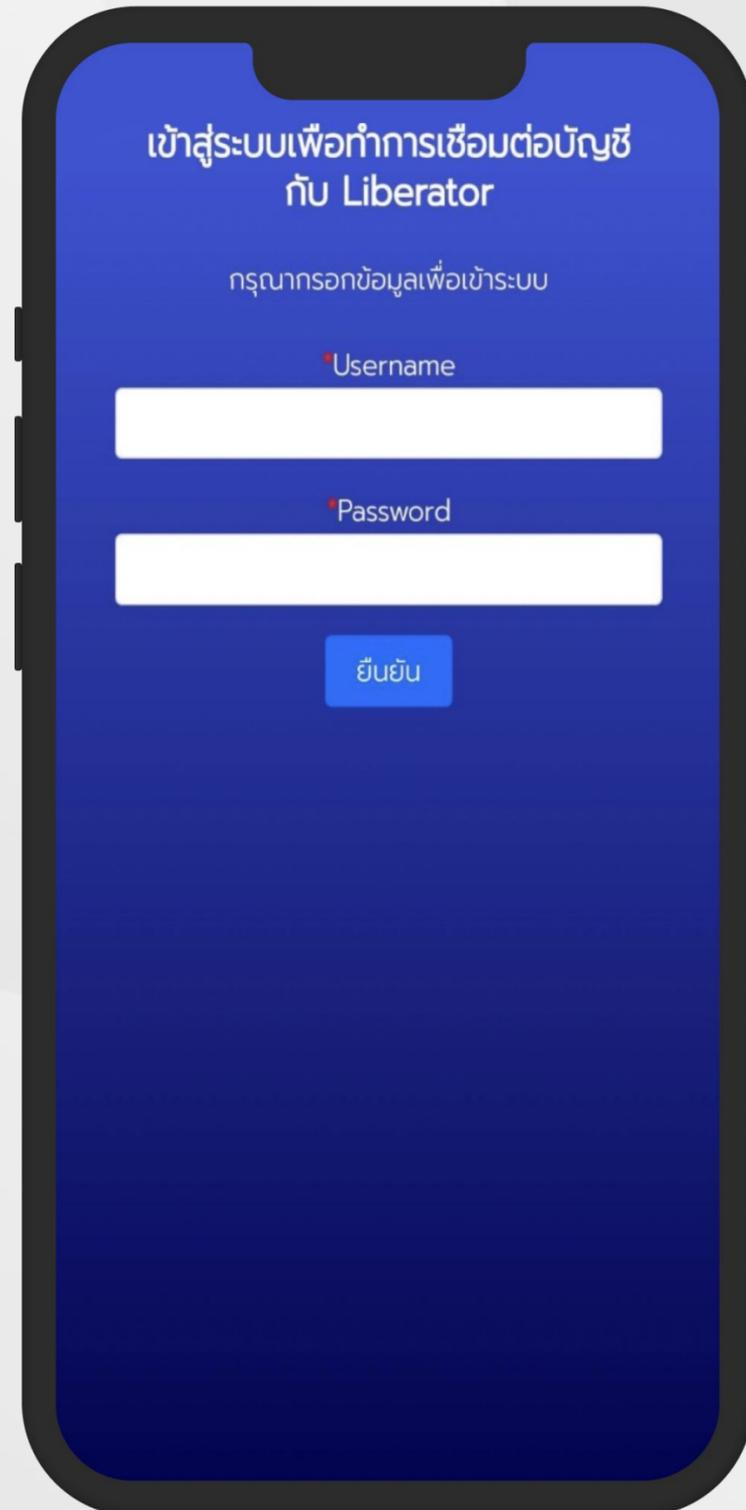 เข้าสู่ระบบเพื่อทำการเชื่อมต่อบัญชี
กับ Liberator
กรุณากรอกข้อมูลเพื่อเข้าระบบ
*Username
*Password
ยืนยัน